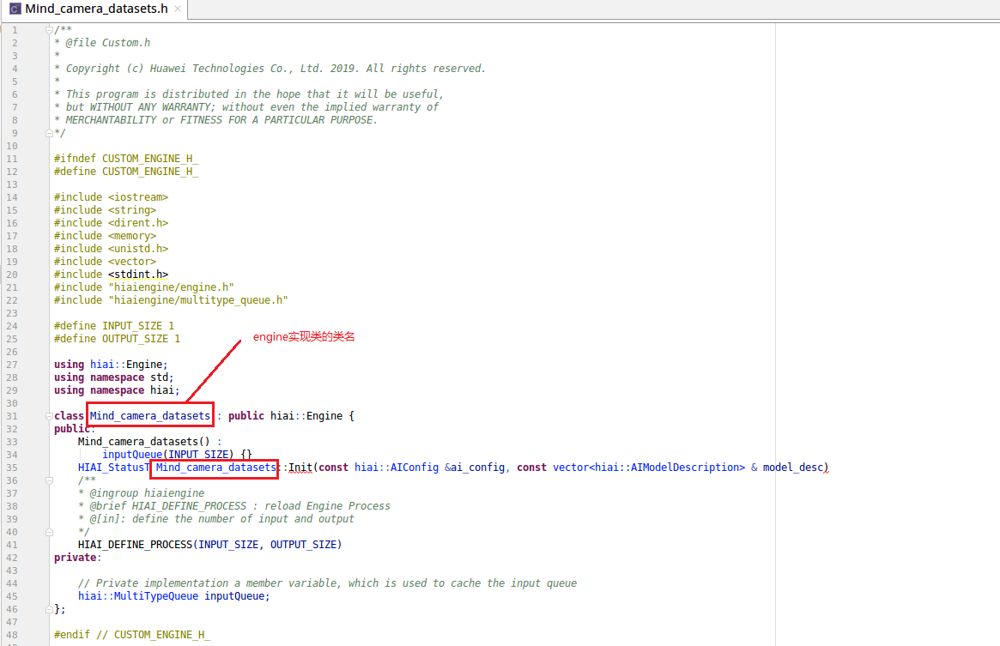 Mind_camera_datasets.h
1 /**
2 * @file Custom.h
3 *
4 * Copyright (c) Huawei Technologies Co., Ltd. 2019. All rights reserved.
5 *
6 * This program is distributed in the hope that it will be useful,
7 * but WITHOUT ANY WARRANTY; without even the implied warranty of
8 * MERCHANTABILITY or FITNESS FOR A PARTICULAR PURPOSE.
9 */
10
11 #ifndef CUSTOM_ENGINE_H_
12 #define CUSTOM_ENGINE_H_
13
14 #include <iostream>
15 #include <string>
16 #include <dirent.h>
17 #include <memory>
18 #include <unistd.h>
19 #include <vector>
20 #include <stdint.h>
21 #include "hiaiengine/engine.h"
22 #include "hiaiengine/multitype_queue.h"
23
24 #define INPUT_SIZE 1
engine实现类的类名
25 #define OUTPUT_SIZE 1
26
27 using hiai::Engine;
28 using namespace std;
29 using namespace hiai;
30
31 class Mind_camera_datasets : public hiai::Engine {
32 public:
33 Mind_camera_datasets() :
34 inputQueue(INPUT_SIZE) {}
35 HIAI_StatusT Mind_camera_datasets::Init(const hiai::AIConfig &ai_config, const vector<hiai::AIModelDescription> & model_desc)
36 /**
37 * @ingroup hiaiengine
38 * @brief HIAI_DEFINE_PROCESS : reload Engine Process
39 * @[in]: define the number of input and output
40 */
41 HIAI_DEFINE_PROCESS(INPUT_SIZE, OUTPUT_SIZE)
42 private:
43
44 // Private implementation a member variable, which is used to cache the input queue
45 hiai::MultiTypeQueue inputQueue;
46 };
47
48 #endif // CUSTOM_ENGINE_H_